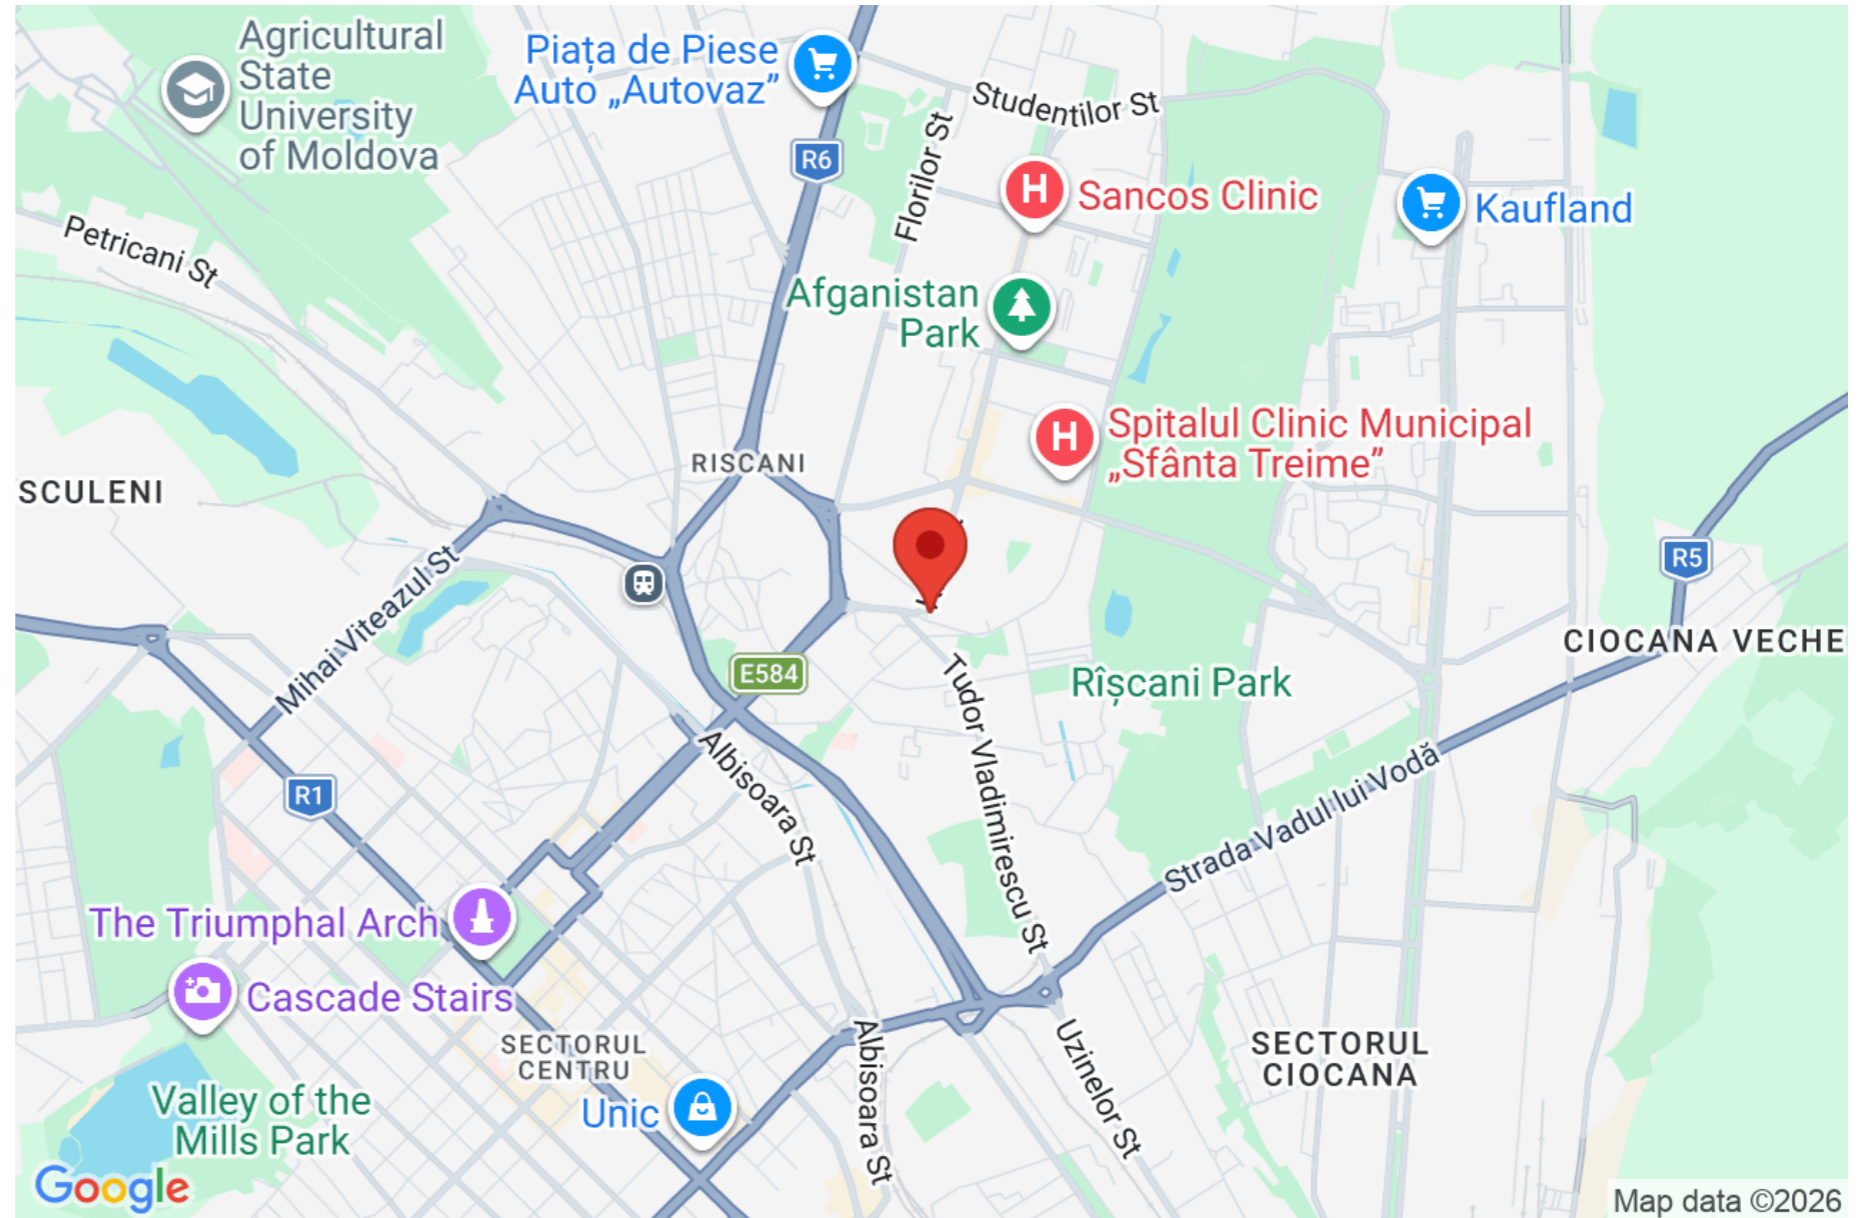 Agricultural
State
University
of Moldova
Piața de Piese
Auto „Autovaz”
R6
Studentilor St
Florilor St
Sancos Clinic
Kaufland
Petricani St
Afganistan
Park
Spitalul Clinic Municipal
„Sfânta Treime”
RISCANI
SCULENI
R5
Mihai Viteazul St
E584
CIOCANA VECHE
Rîșcani Park
Tudor Vladimirescu St
Albisoara St
R1
Strada Vadul lui Vodă
The Triumphal Arch
Cascade Stairs
SECTORUL
CENTRU
Albisoara St
Uzinelor St
SECTORUL
CIOCANA
Valley of the
Mills Park
Unic
Google
Map data ©2026